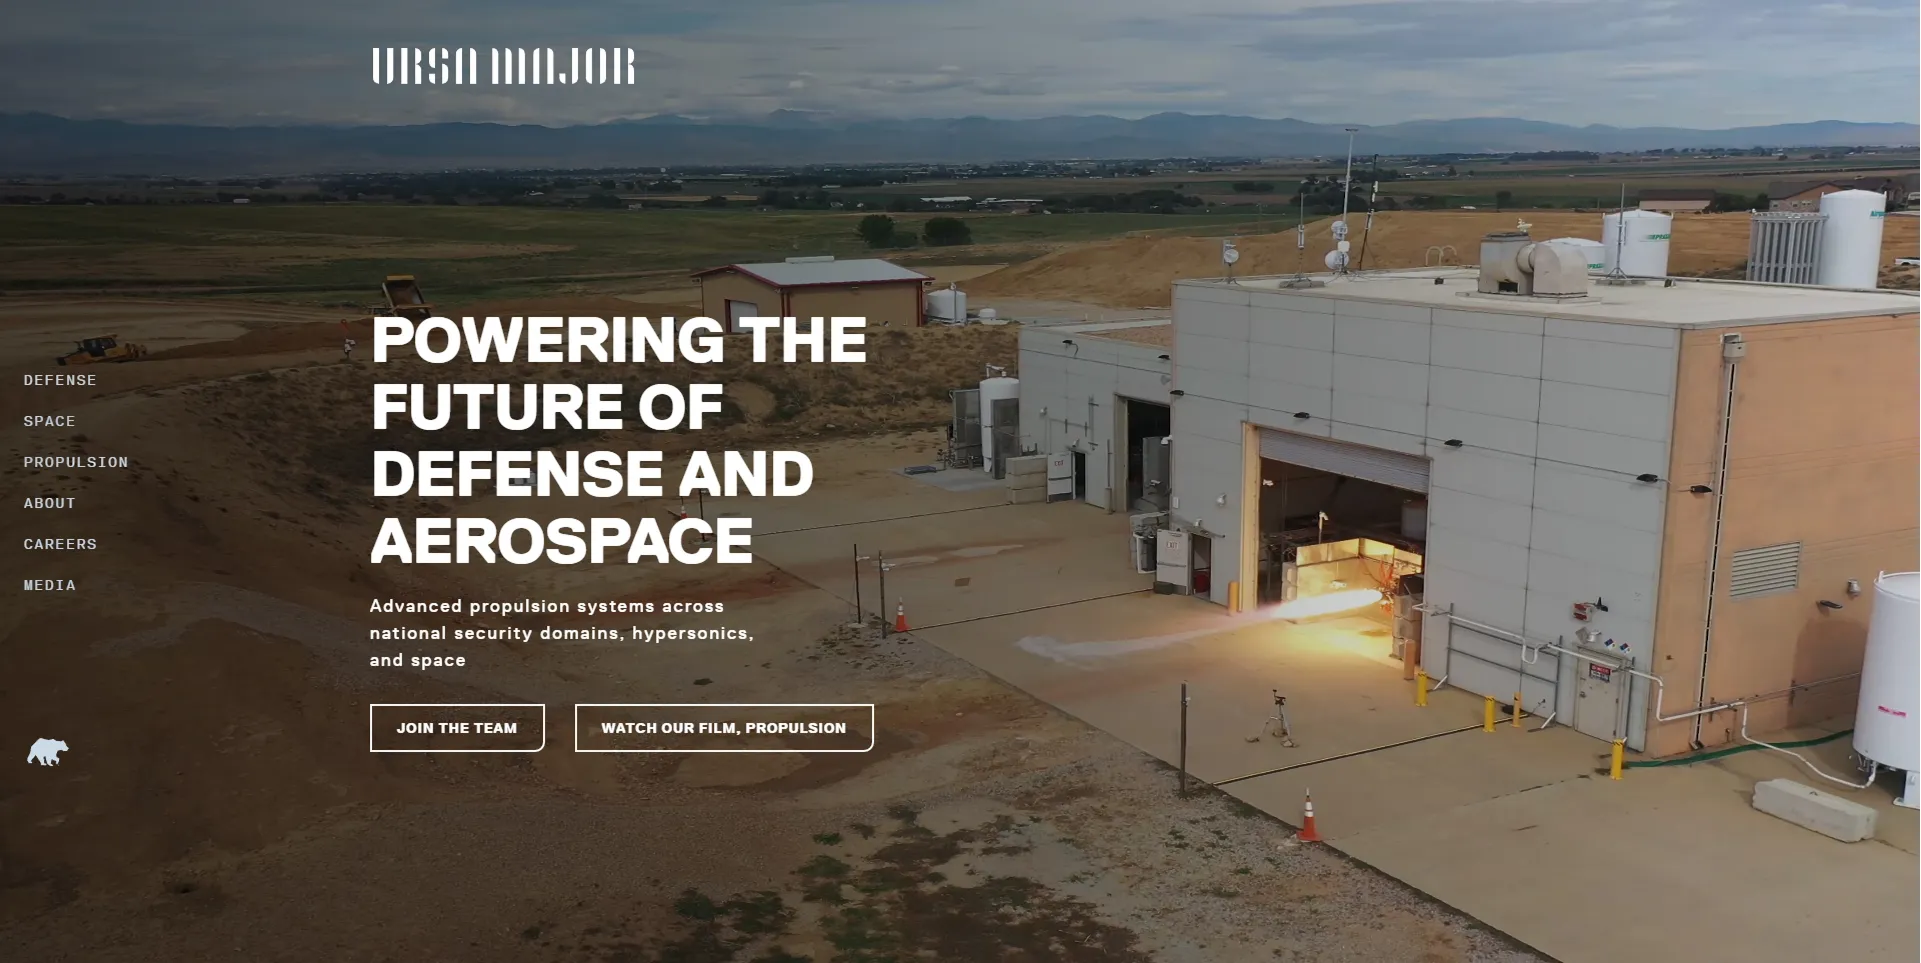 URSA MAJOR
POWERING THE
FUTURE OF
DEFENSE AND
AEROSPACE
DEFENSE
SPACE
PROPULSION
ABOUT
CAREERS
MEDIA
Advanced propulsion systems across
national security domains, hypersonics,
and space
JOIN THE TEAM
WATCH OUR FILM, PROPULSION